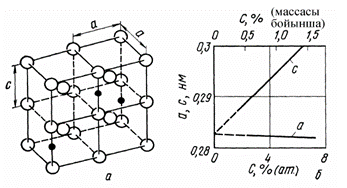 a
a
c
a
C,% (массасы
бойынша)
0 0,5 1,0 1,5
0,3
c
0,29
a
0,28
0 4 8
a, c, нм
C,% (ат)
б